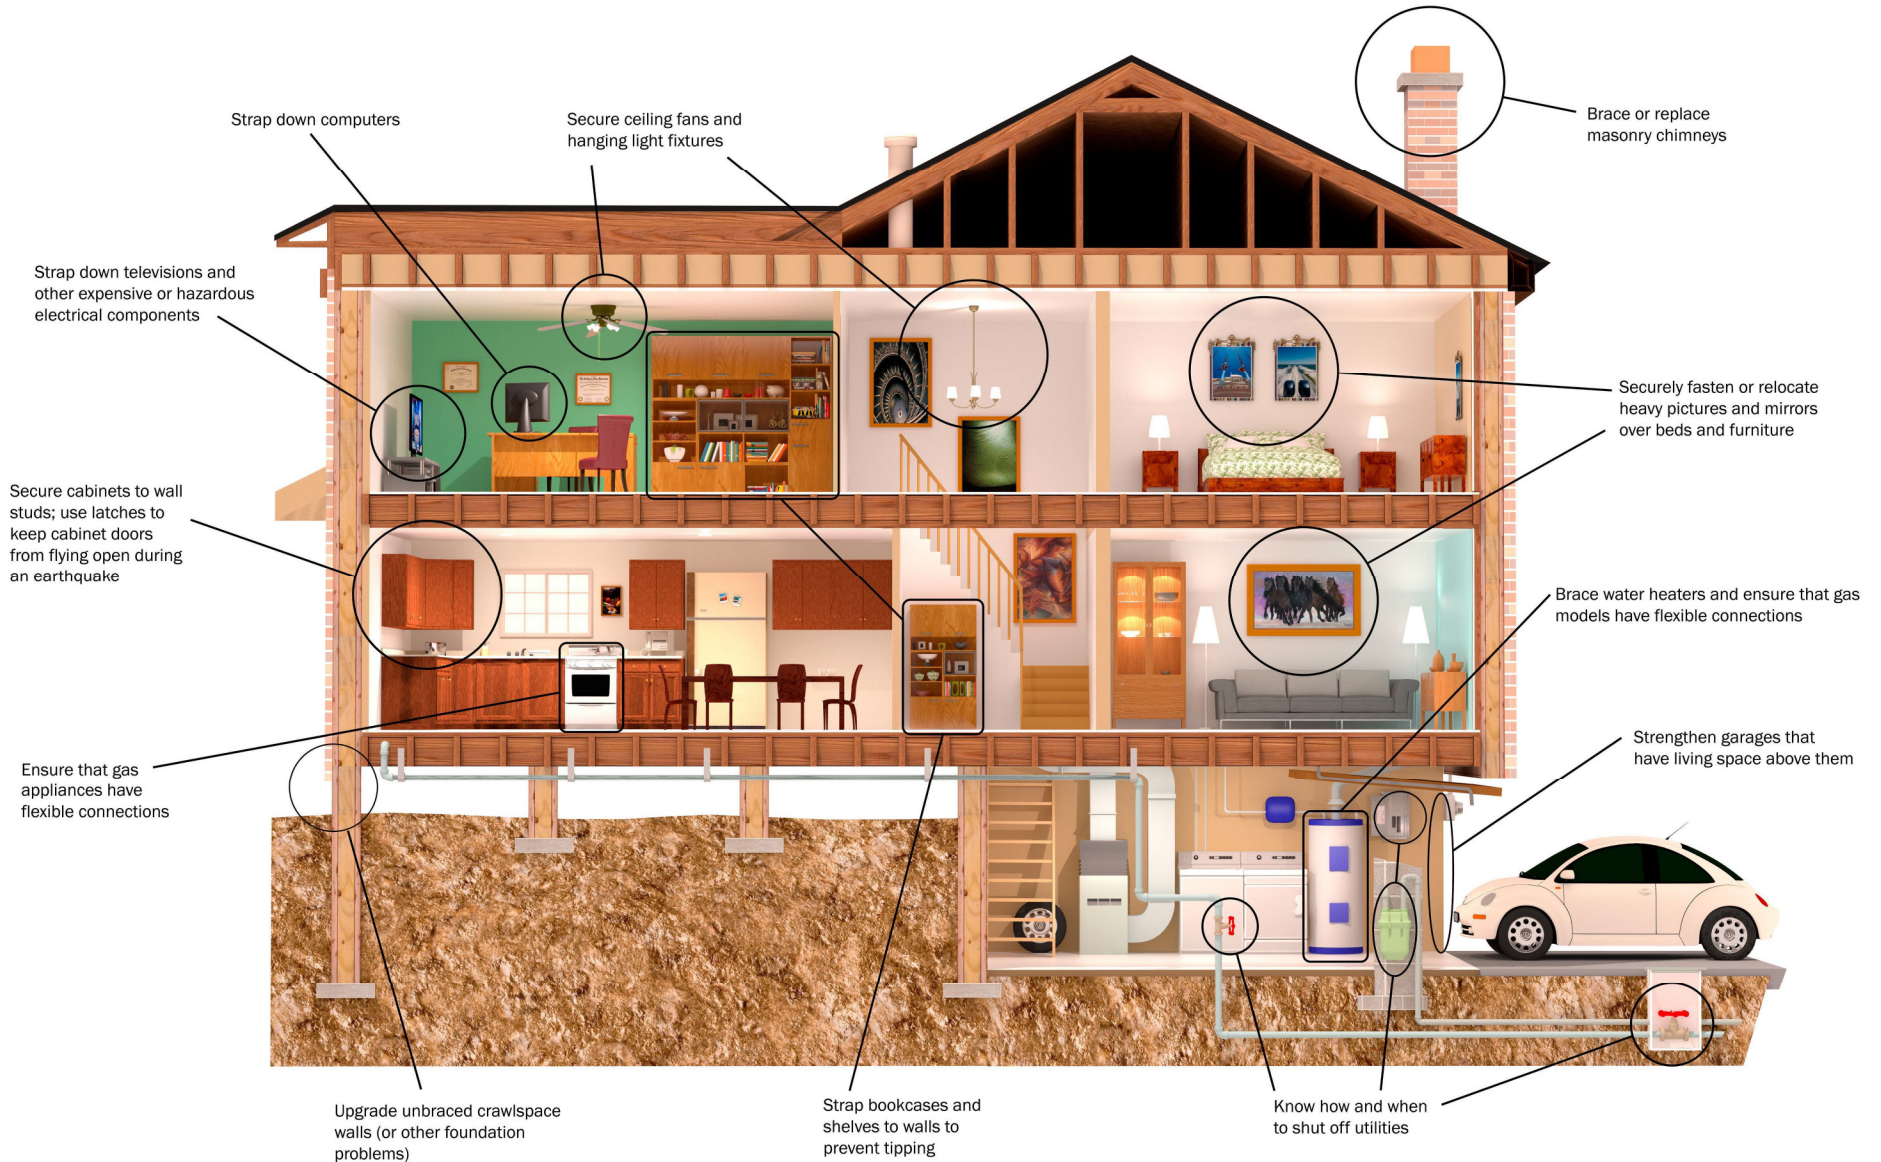 Strap down computers
Secure ceiling fans and
hanging light fixtures
Brace or replace
masonry chimneys
Strap down televisions and
other expensive or hazardous
electrical components
Securely fasten or relocate
heavy pictures and mirrors
over beds and furniture
Secure cabinets to wall
studs; use latches to
keep cabinet doors
from flying open during
an earthquake
Brace water heaters and ensure that gas
models have flexible connections
Strengthen garages that
have living space above them
Ensure that gas
appliances have
flexible connections
Upgrade unbraced crawlspace
walls (or other foundation
problems)
Strap bookcases and
shelves to walls to
prevent tipping
Know how and when
to shut off utilities